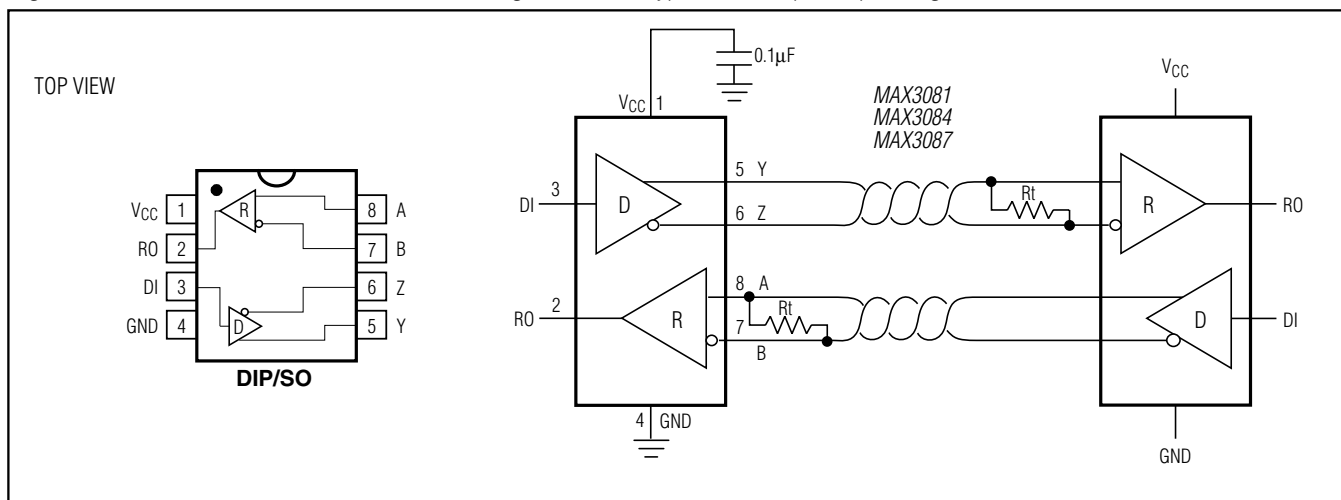 TOP VIEW
VCC 1
RO 2
DI 3
GND 4
8 A
7 B
6 Z
5 Y
R
D
DIP/SO
0.1µF
VCC 1
MAX3081
MAX3084
MAX3087
VCC
DI 3
D
5 Y
6 Z
Rt
R
RO
RO 2
R
8 A
7
B
Rt
D
DI
4 GND
GND